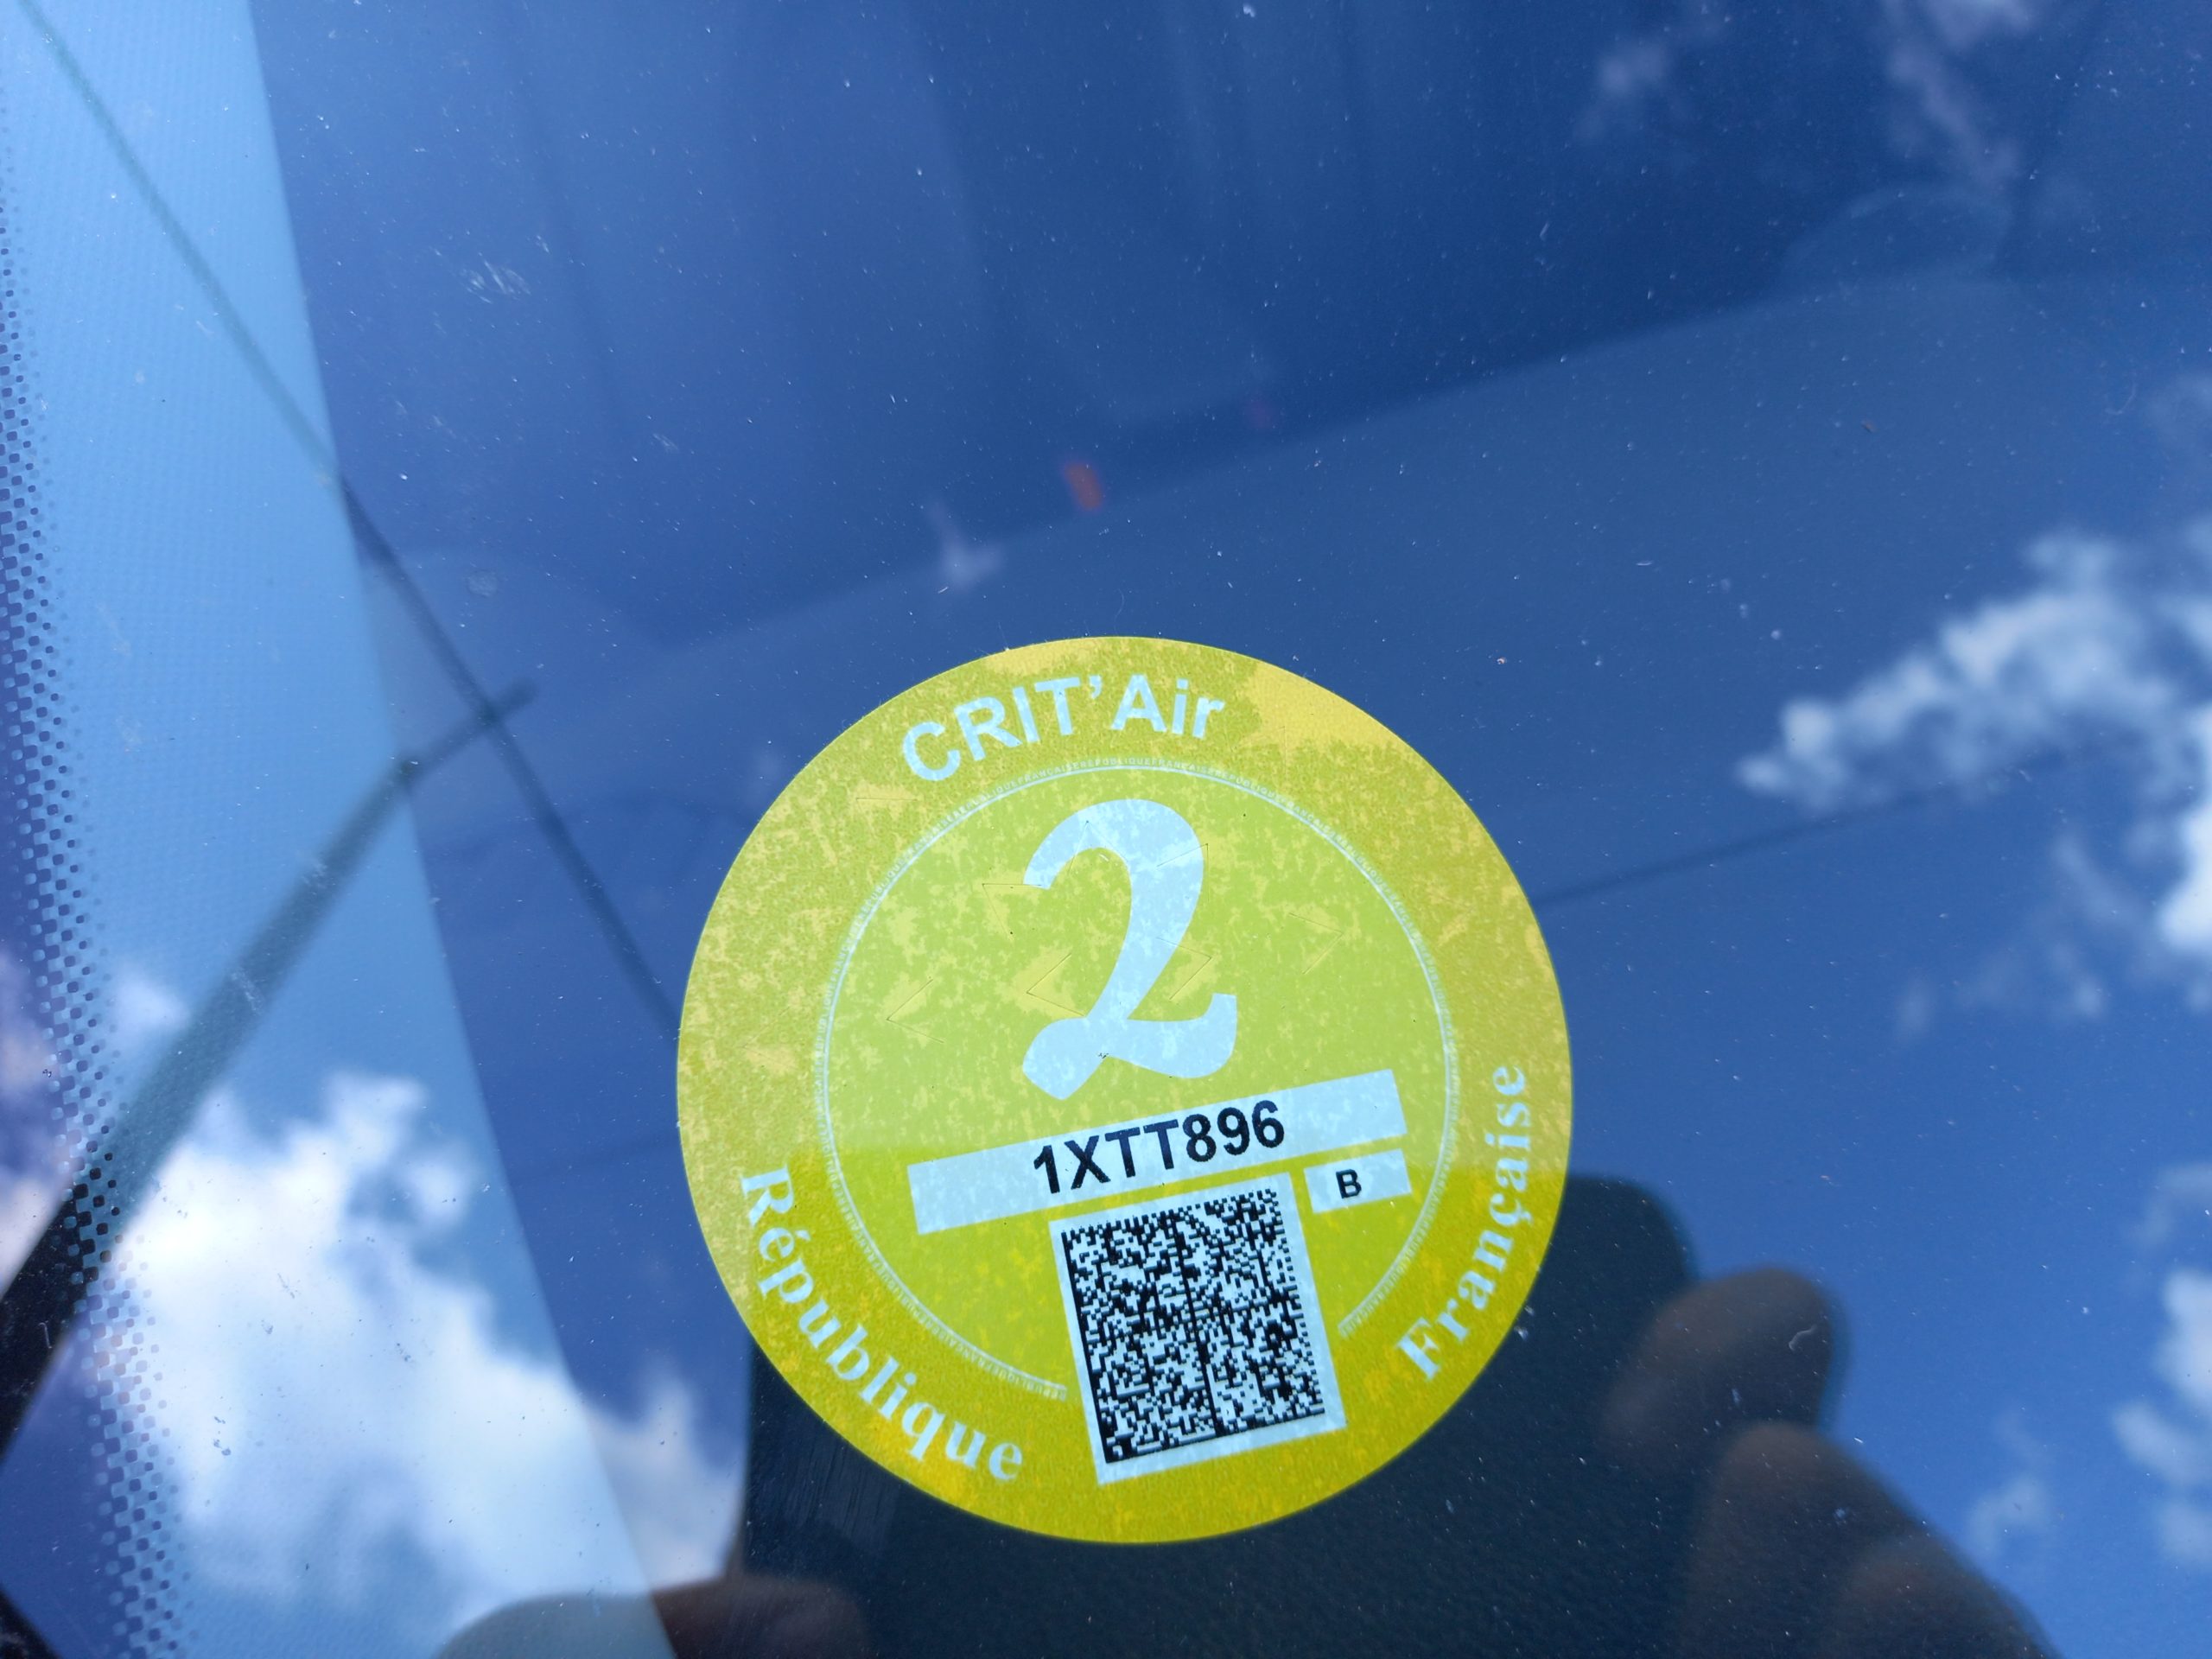 CRIT'Air
2
1XTT896
B
République
Française